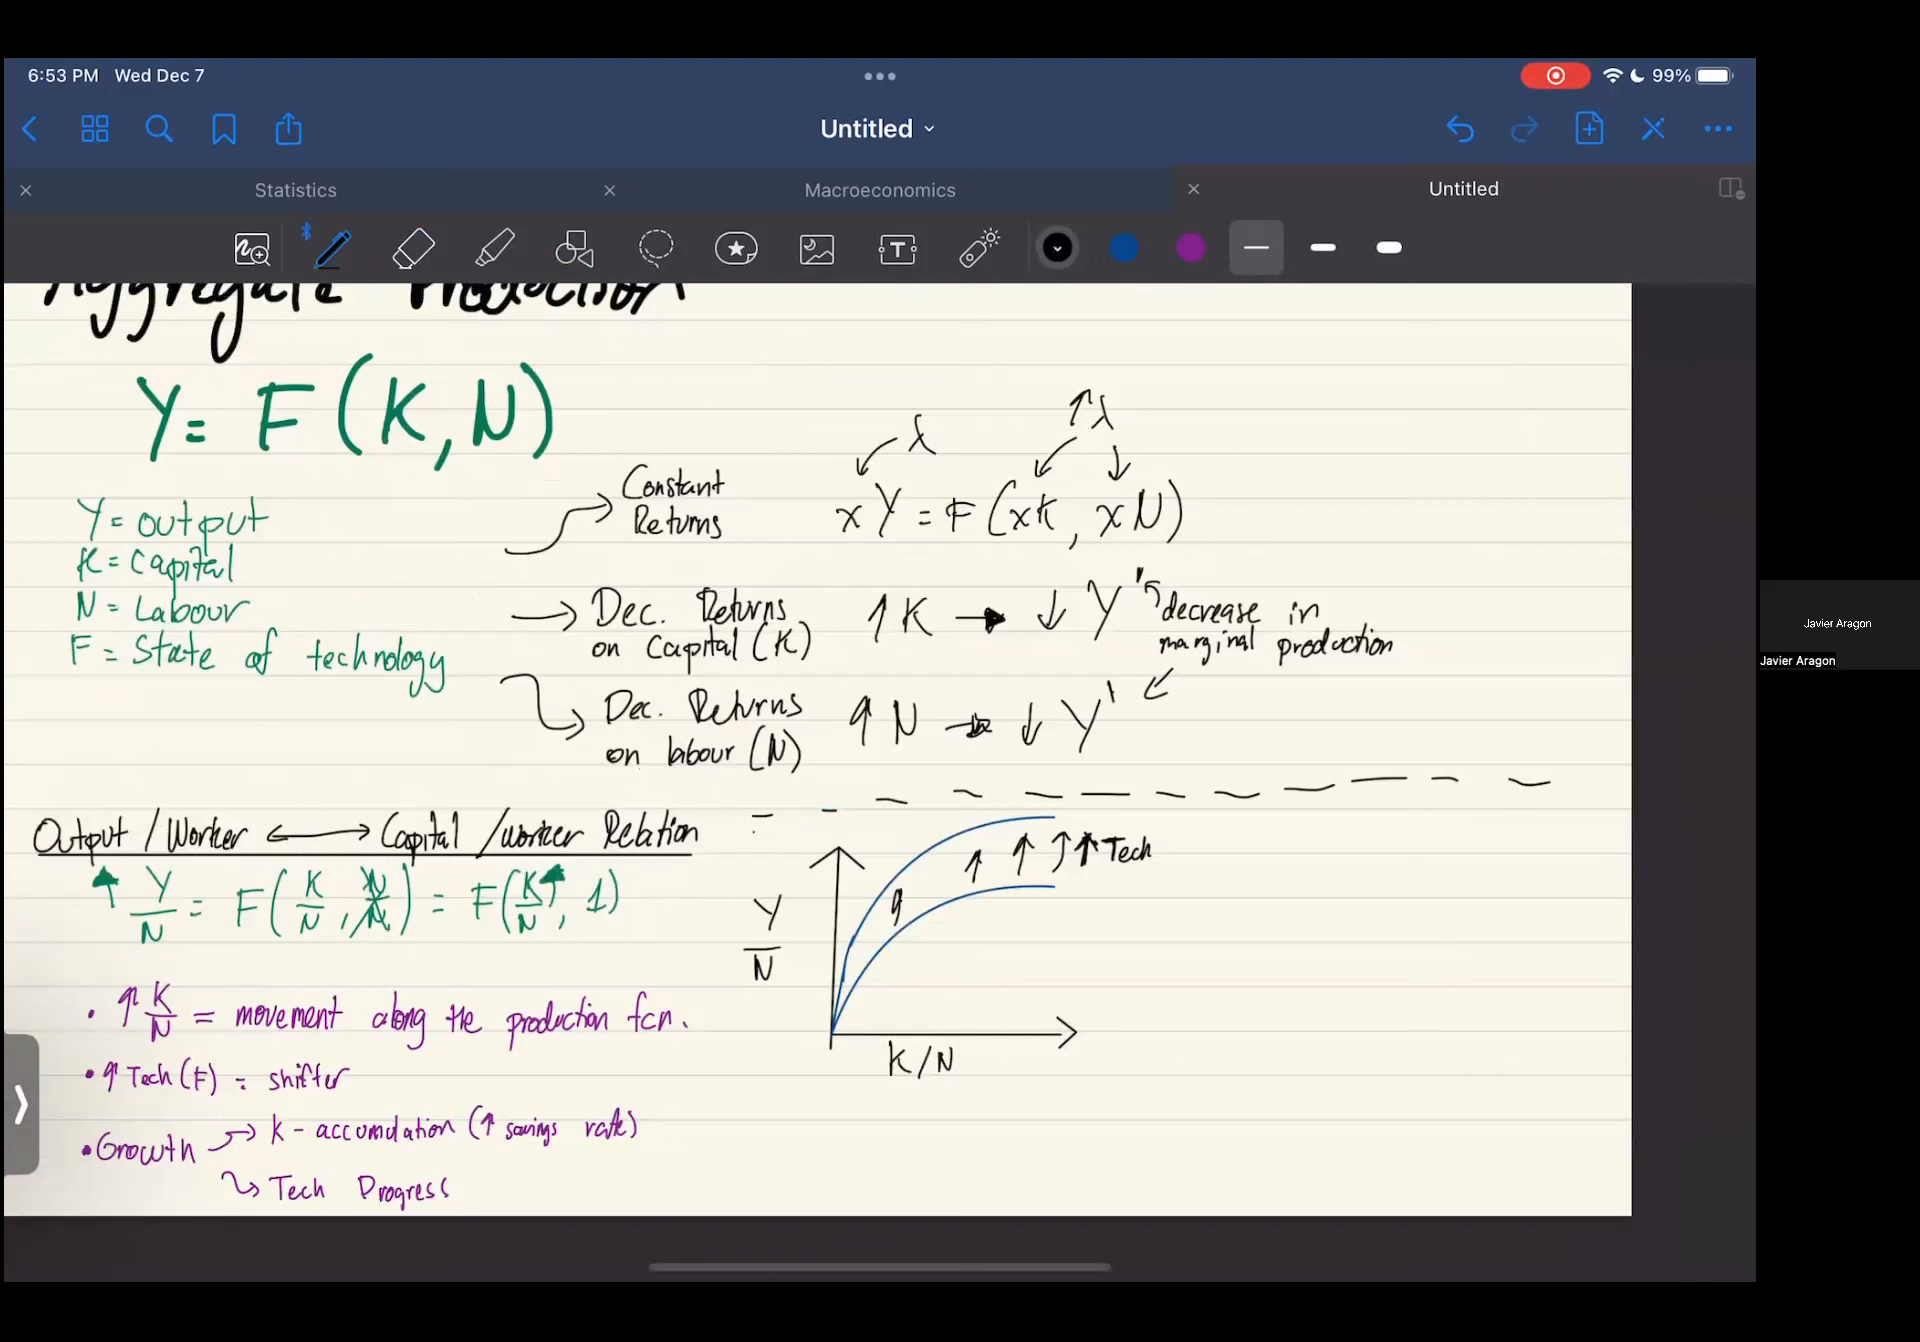 6:53 PM Wed Dec 7
99%
Untitled
Statistics
Macroeconomics
Untitled
Aggregate Production
Y = F (K, N)
Y = output
K = Capital
N = Labour
F = State of technology
Constant
Returns
λ
↑λ
xY = F (xK, xN)
Dec. Returns
on Capital (K)
↑K → ↓ Y'
decrease in
marginal production
Dec. Returns
on labour (N)
↑ N → ↓ Y'
Output / Worker ↔ Capital / worker Relation
↑ Y/N = F( K/N , N/N ) = F( K/N ↑, 1)
• ↑ K/N = movement along the production fcn.
• ↑ Tech (F) = shifter
• Growth → K - accumulation (↑ savings rate)
↳ Tech Progress
↑ Tech
Y/N
K/N
Javier Aragon
Javier Aragon